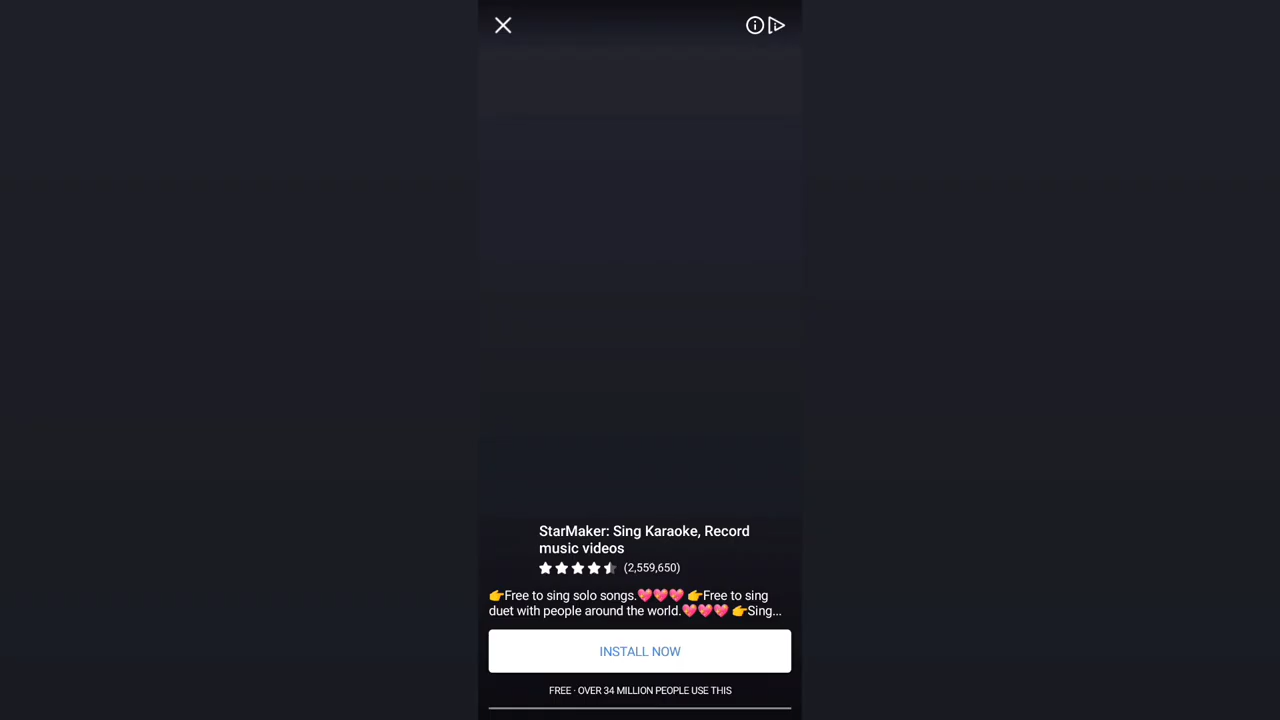 StarMaker: Sing Karaoke, Record
music videos
(2,559,650)
👉Free to sing solo songs.💖💖💖 👉Free to sing
duet with people around the world.💖💖💖 👉Sing...
INSTALL NOW
FREE · OVER 34 MILLION PEOPLE USE THIS